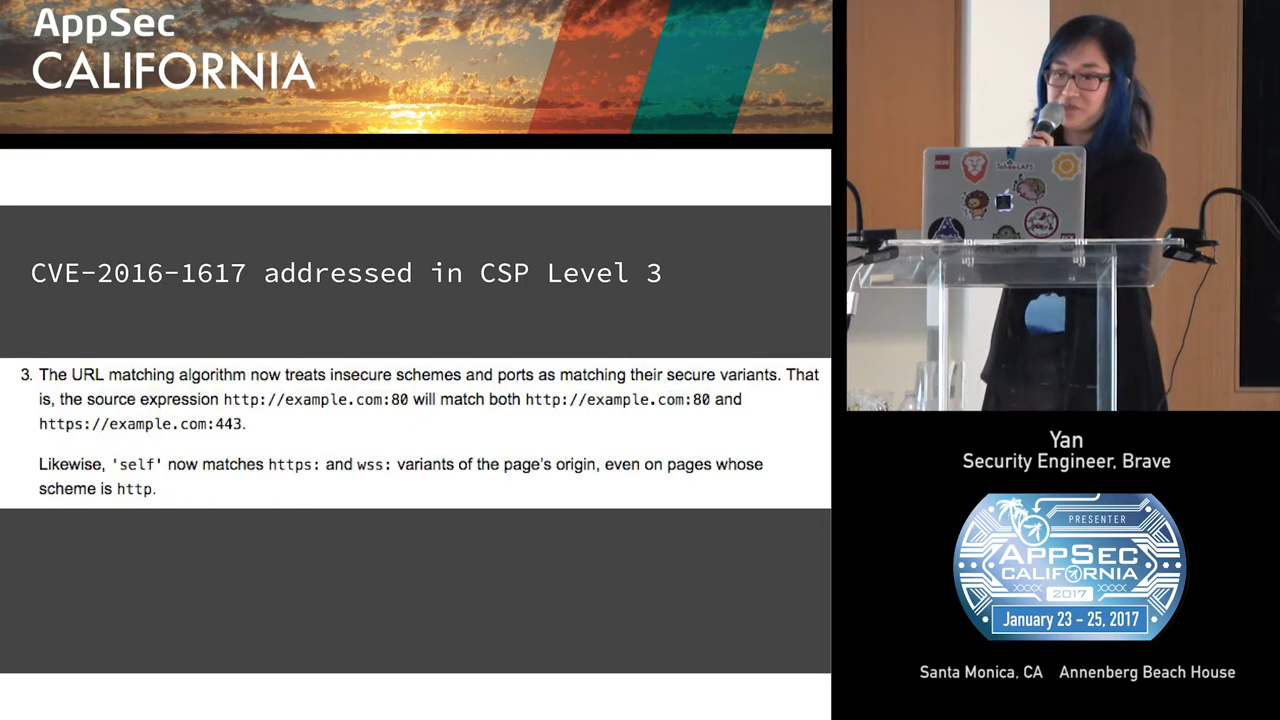 AppSec
CALIFORNIA
CVE-2016-1617 addressed in CSP Level 3
3. The URL matching algorithm now treats insecure schemes and ports as matching their secure variants. That
is, the source expression http://example.com:80 will match both http://example.com:80 and
https://example.com:443.
Likewise, 'self' now matches https: and wss: variants of the page's origin, even on pages whose
scheme is http.
Yan
Security Engineer, Brave
PRESENTER
APPSEC
CALIFORNIA
2017
January 23 - 25, 2017
Santa Monica, CA Annenberg Beach House